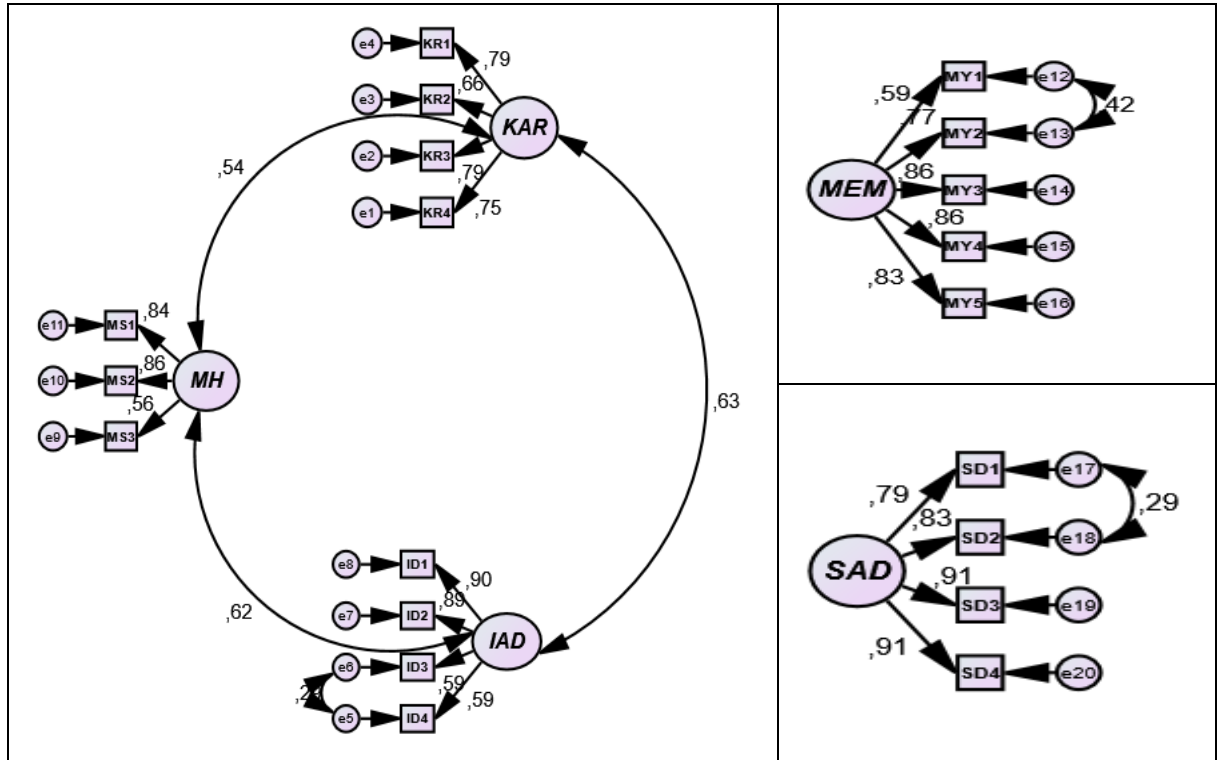 e4 KR1 ,79
e3 KR2 ,66
KAR
e2 KR3 ,79
e1 KR4 ,75
,54
,63
e11 MS1 ,84
e10 MS2 ,86
MH
e9 MS3 ,56
,62
e8 ID1 ,90
e7 ID2 ,89
IAD
e6 ID3 ,59
e5 ID4 ,59
MEM
,59 MY1 e12
,77 MY2 e13
,42
,86 MY3 e14
,86 MY4 e15
,83 MY5 e16
SAD
,79 SD1 e17
,83 SD2 e18
,29
,91 SD3 e19
,91 SD4 e20